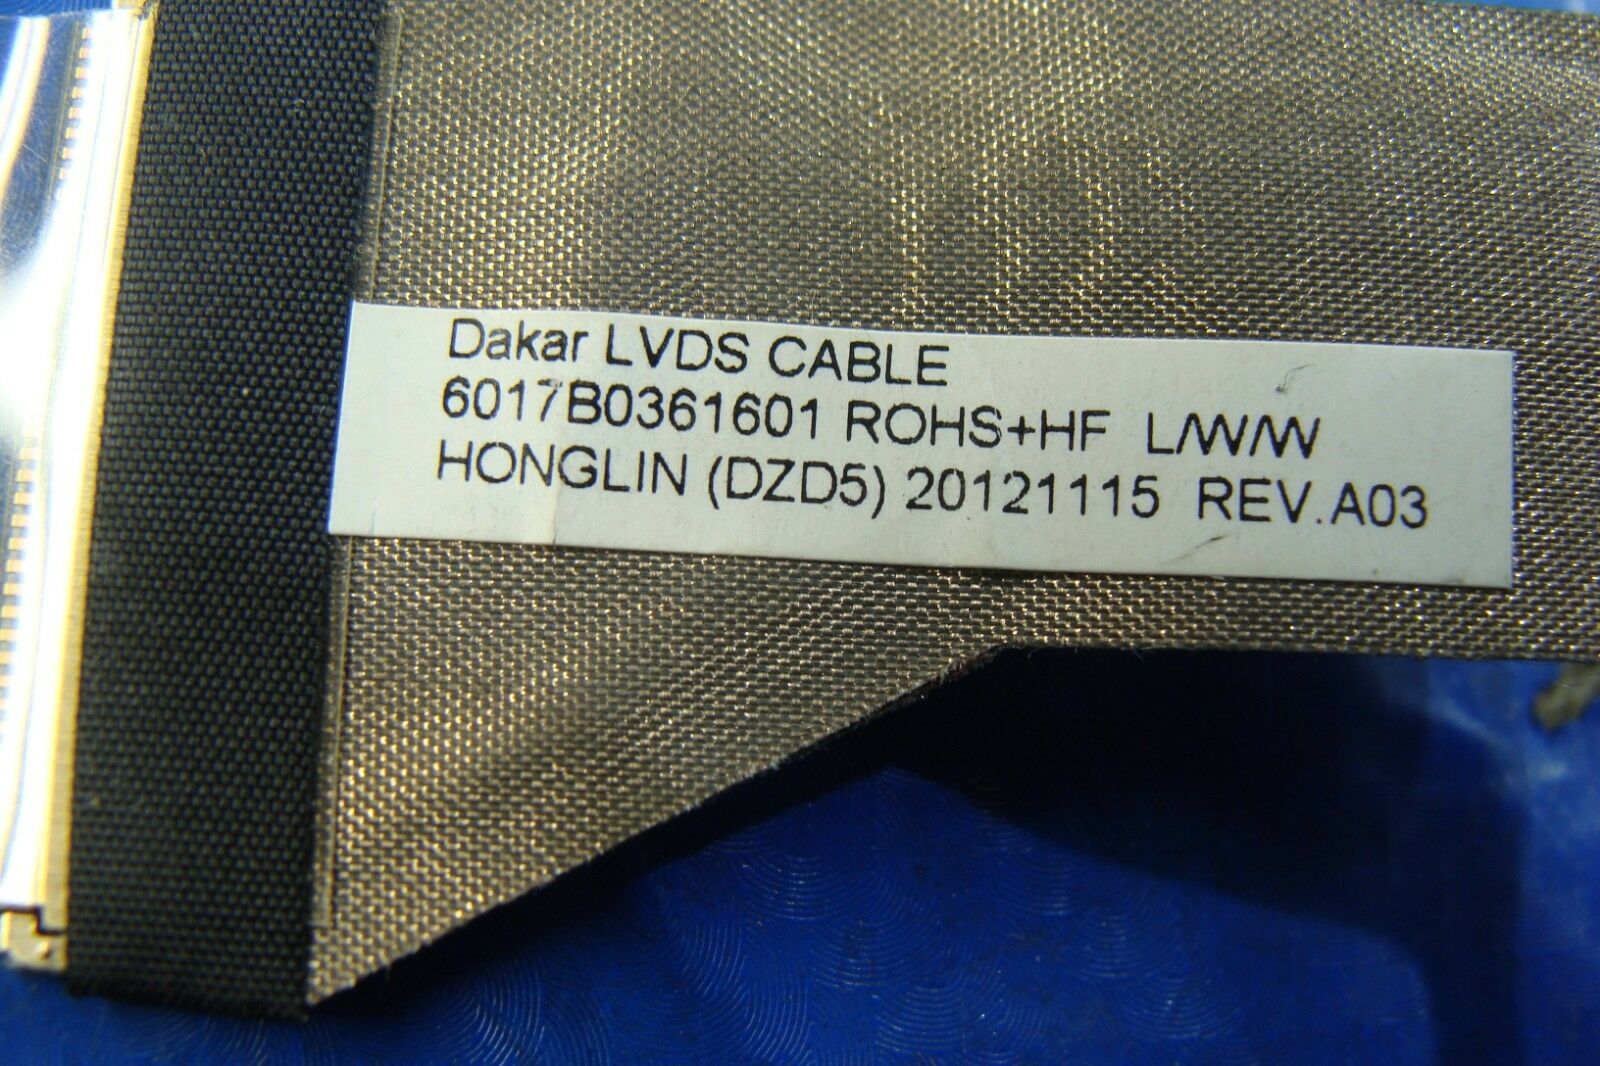 Dakar LVDS CABLE
6017B0361601 ROHS+HF L/W/W
HONGLIN (DZD5) 20121115 REV.A03